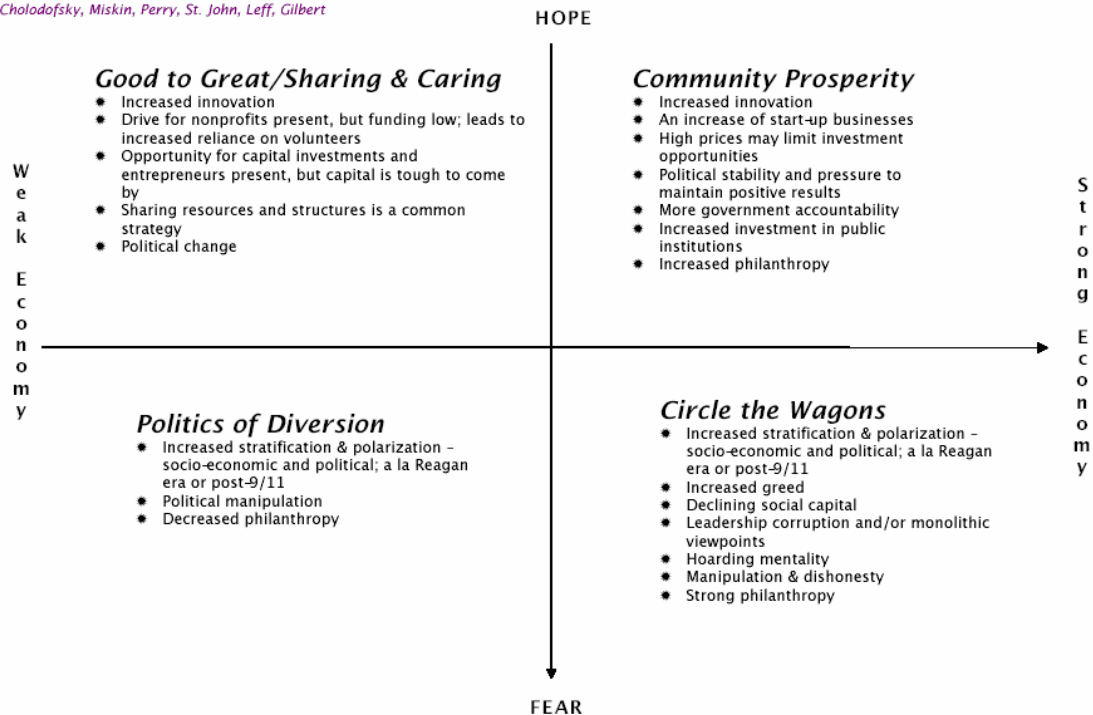 Cholodofsky, Miskin, Perry, St. John, Leff, Gilbert
HOPE
Good to Great/Sharing & Caring
Increased innovation
Drive for nonprofits present, but funding low; leads to
increased reliance on volunteers
Opportunity for capital investments and
entrepreneurs present, but capital is tough to come
by
Sharing resources and structures is a common
strategy
Political change
Community Prosperity
Increased innovation
An increase of start-up businesses
High prices may limit investment
opportunities
Political stability and pressure to
maintain positive results
More government accountability
Increased investment in public
institutions
Increased philanthropy
Weak Economy
Strong Economy
Politics of Diversion
Increased stratification & polarization –
socio-economic and political; a la Reagan
era or post-9/11
Political manipulation
Decreased philanthropy
Circle the Wagons
Increased stratification & polarization –
socio-economic and political; a la Reagan
era or post-9/11
Increased greed
Declining social capital
Leadership corruption and/or monolithic
viewpoints
Hoarding mentality
Manipulation & dishonesty
Strong philanthropy
FEAR